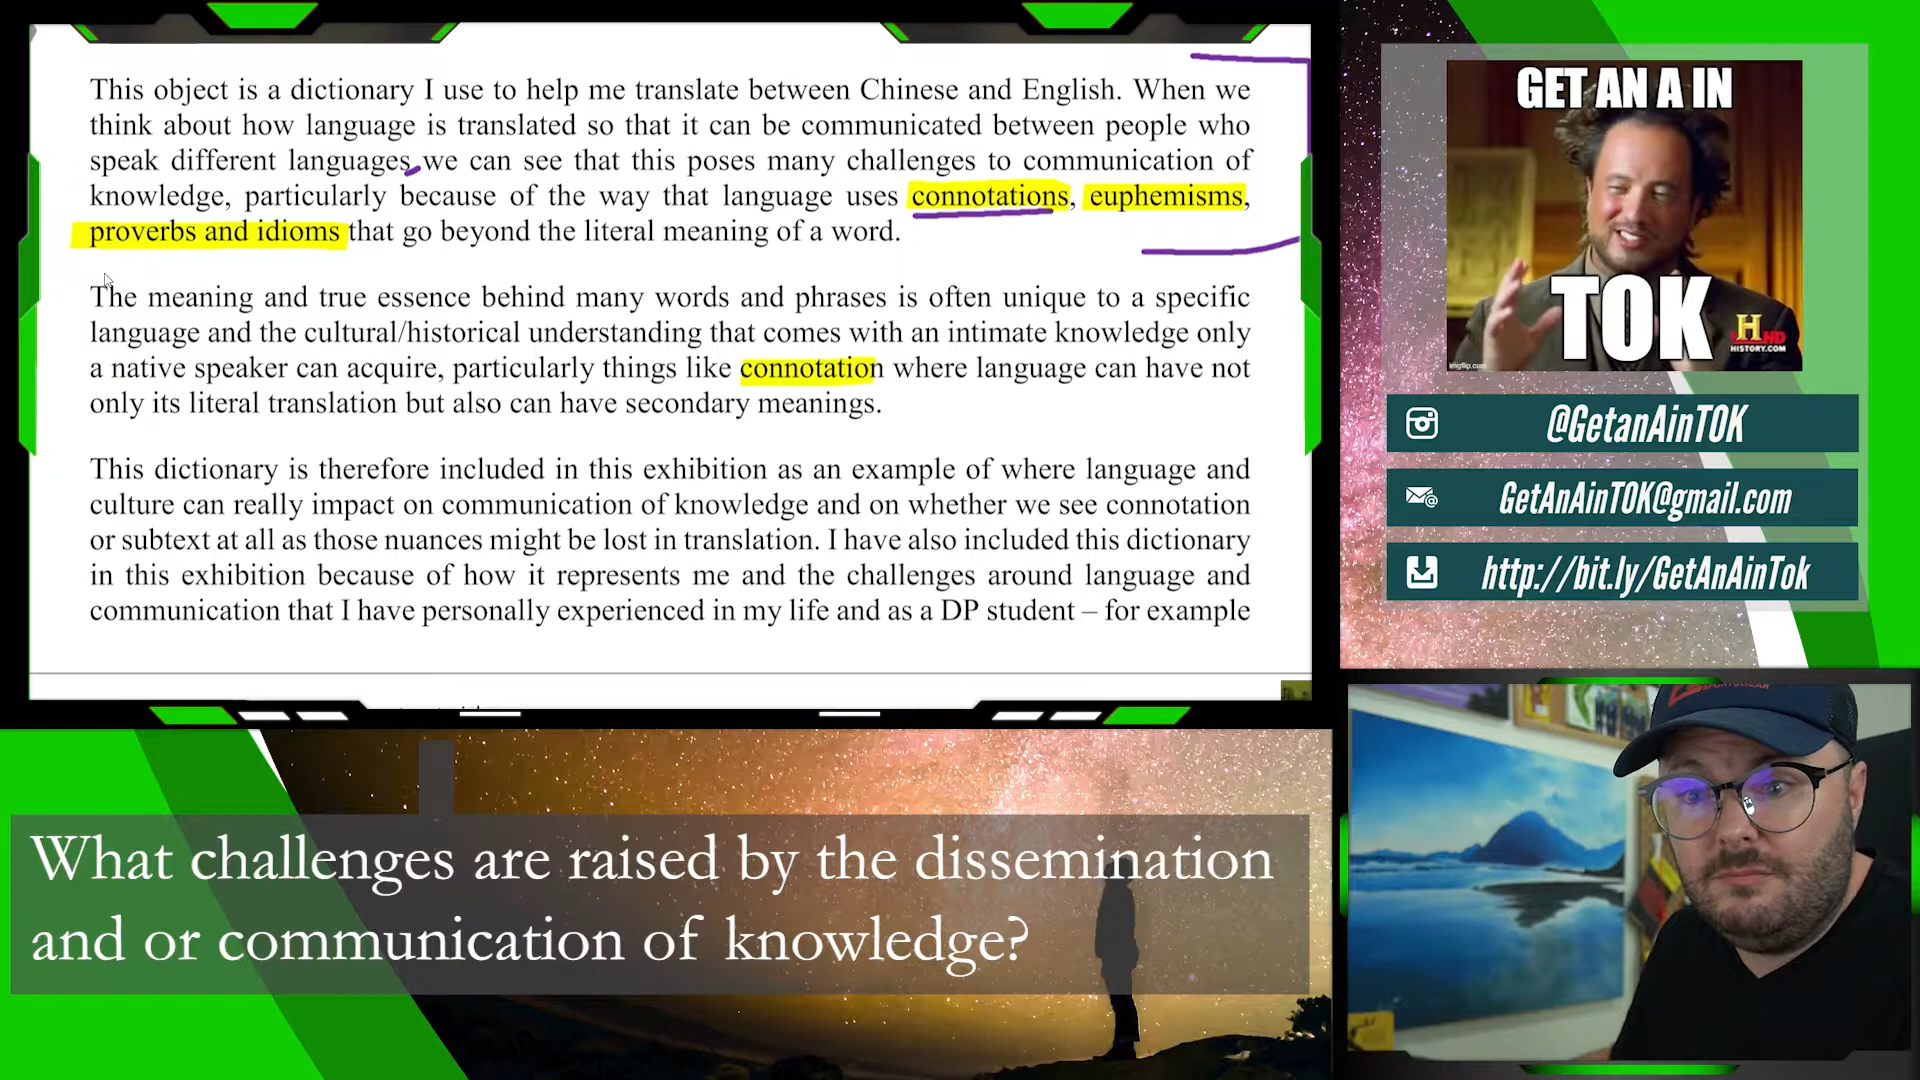 This object is a dictionary I use to help me translate between Chinese and English. When we
think about how language is translated so that it can be communicated between people who
speak different languages we can see that this poses many challenges to communication of
knowledge, particularly because of the way that language uses connotations, euphemisms,
proverbs and idioms that go beyond the literal meaning of a word.
The meaning and true essence behind many words and phrases is often unique to a specific
language and the cultural/historical understanding that comes with an intimate knowledge only
a native speaker can acquire, particularly things like connotation where language can have not
only its literal translation but also can have secondary meanings.
This dictionary is therefore included in this exhibition as an example of where language and
culture can really impact on communication of knowledge and on whether we see connotation
or subtext at all as those nuances might be lost in translation. I have also included this dictionary
in this exhibition because of how it represents me and the challenges around language and
communication that I have personally experienced in my life and as a DP student – for example
GET AN A IN
TOK
H HD
HISTORY.COM
imgflip.com
@GetanAinTOK
GetAnAinTOK@gmail.com
http://bit.ly/GetAnAinTok
What challenges are raised by the dissemination
and or communication of knowledge?